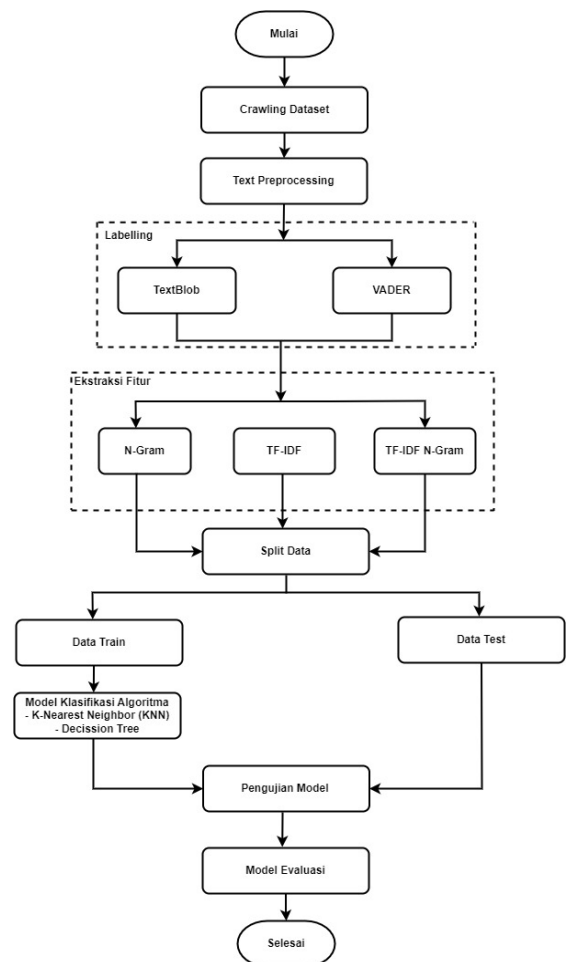 Mulai
Crawling Dataset
Text Preprocessing
Labelling
TextBlob
VADER
Ekstraksi Fitur
N-Gram
TF-IDF
TF-IDF N-Gram
Split Data
Data Train
Data Test
Model Klasifikasi Algoritma
- K-Nearest Neighbor (KNN)
- Decission Tree
Pengujian Model
Model Evaluasi
Selesai